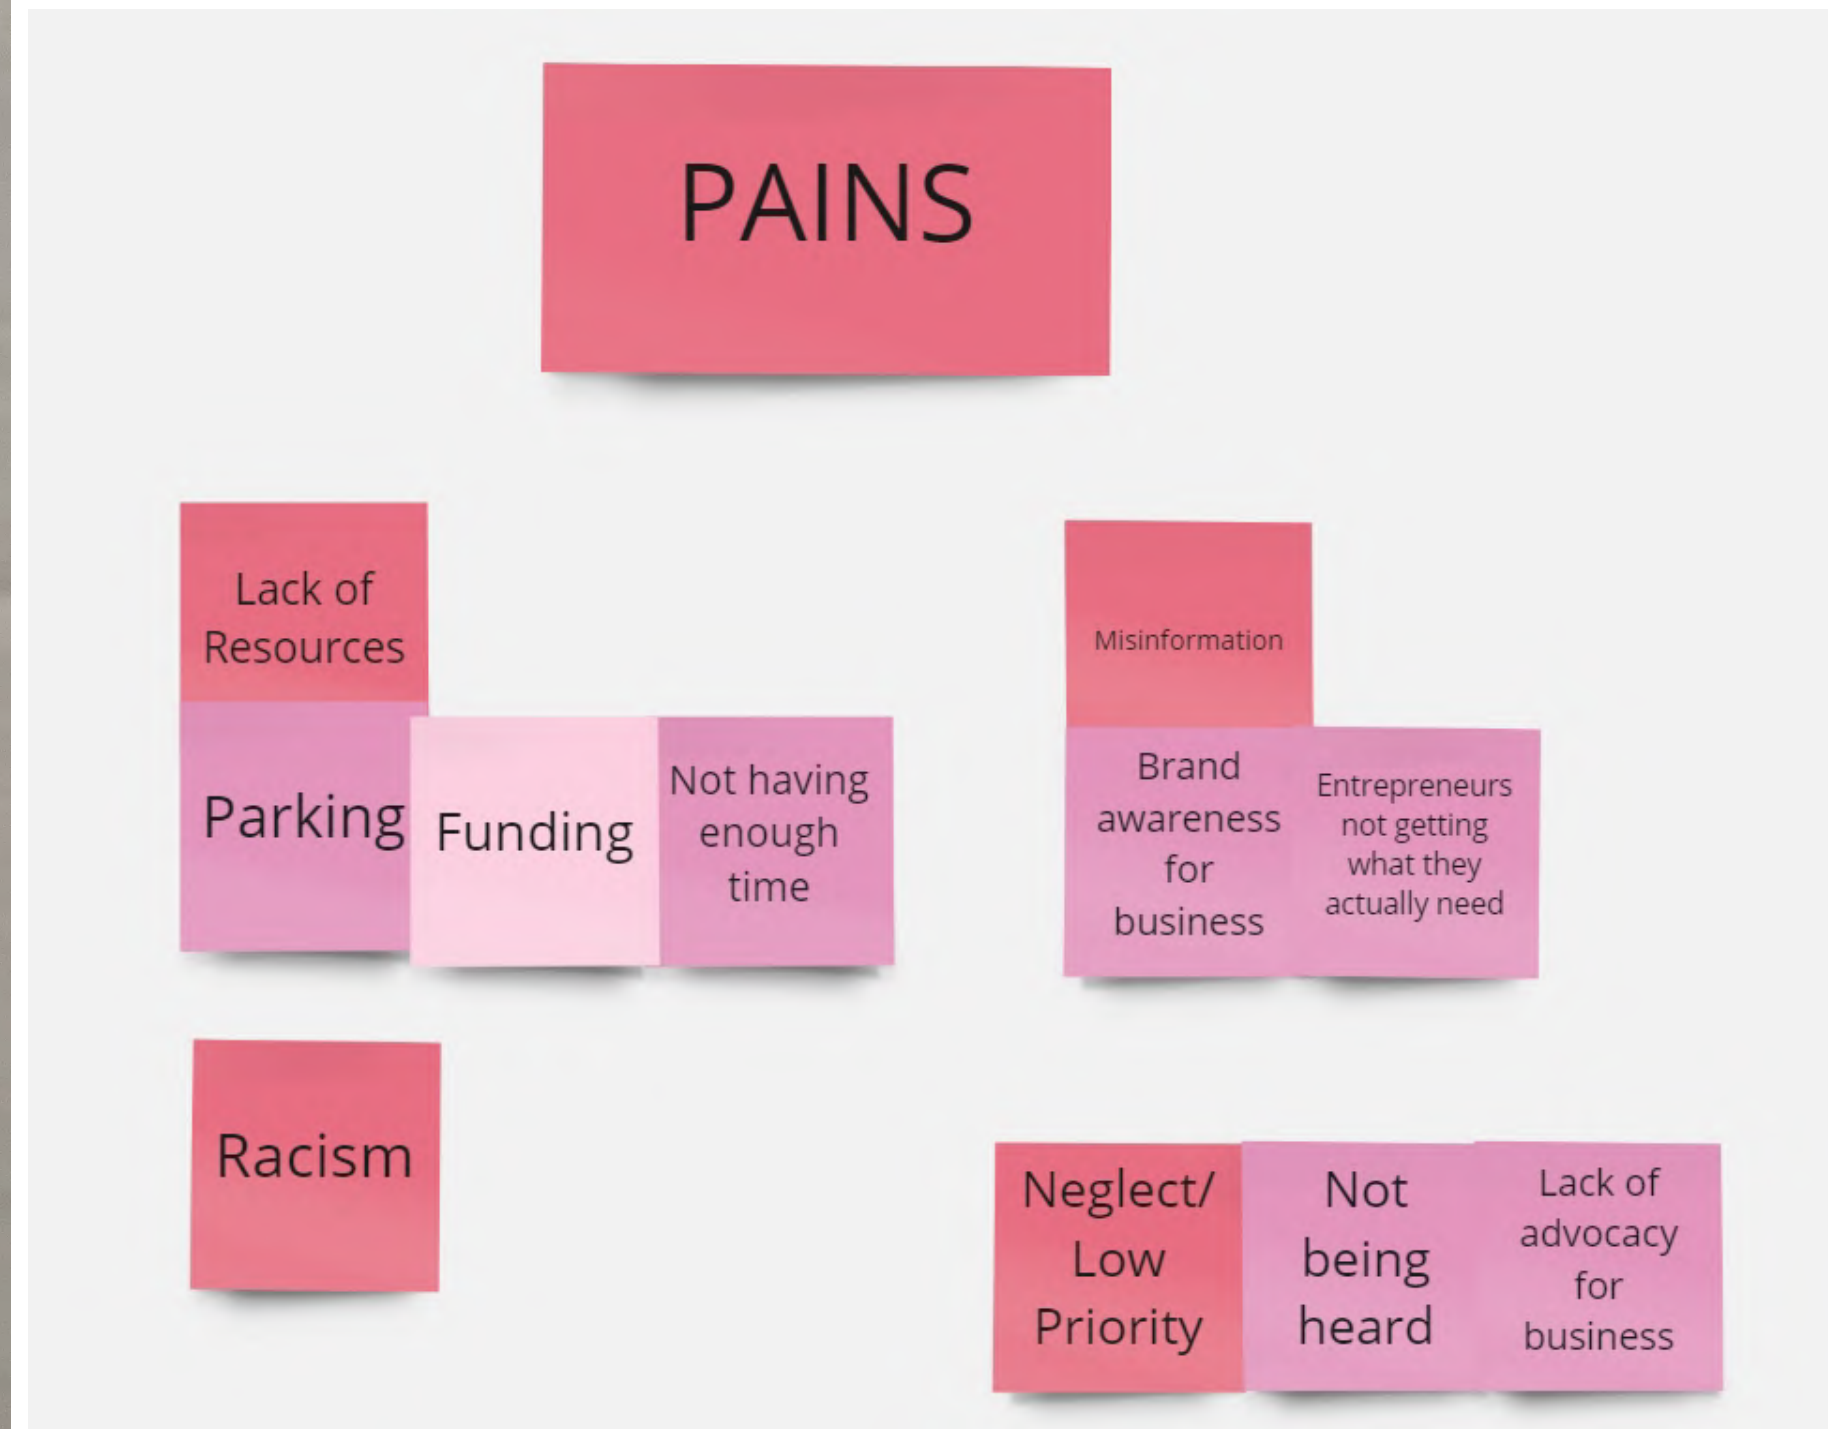 PAINS
Lack of
Resources
Parking
Funding
Not having
enough
time
Misinformation
Brand
awareness
for
business
Entrepreneurs
not getting
what they
actually need
Racism
Neglect/
Low
Priority
Not
being
heard
Lack of
advocacy
for
business